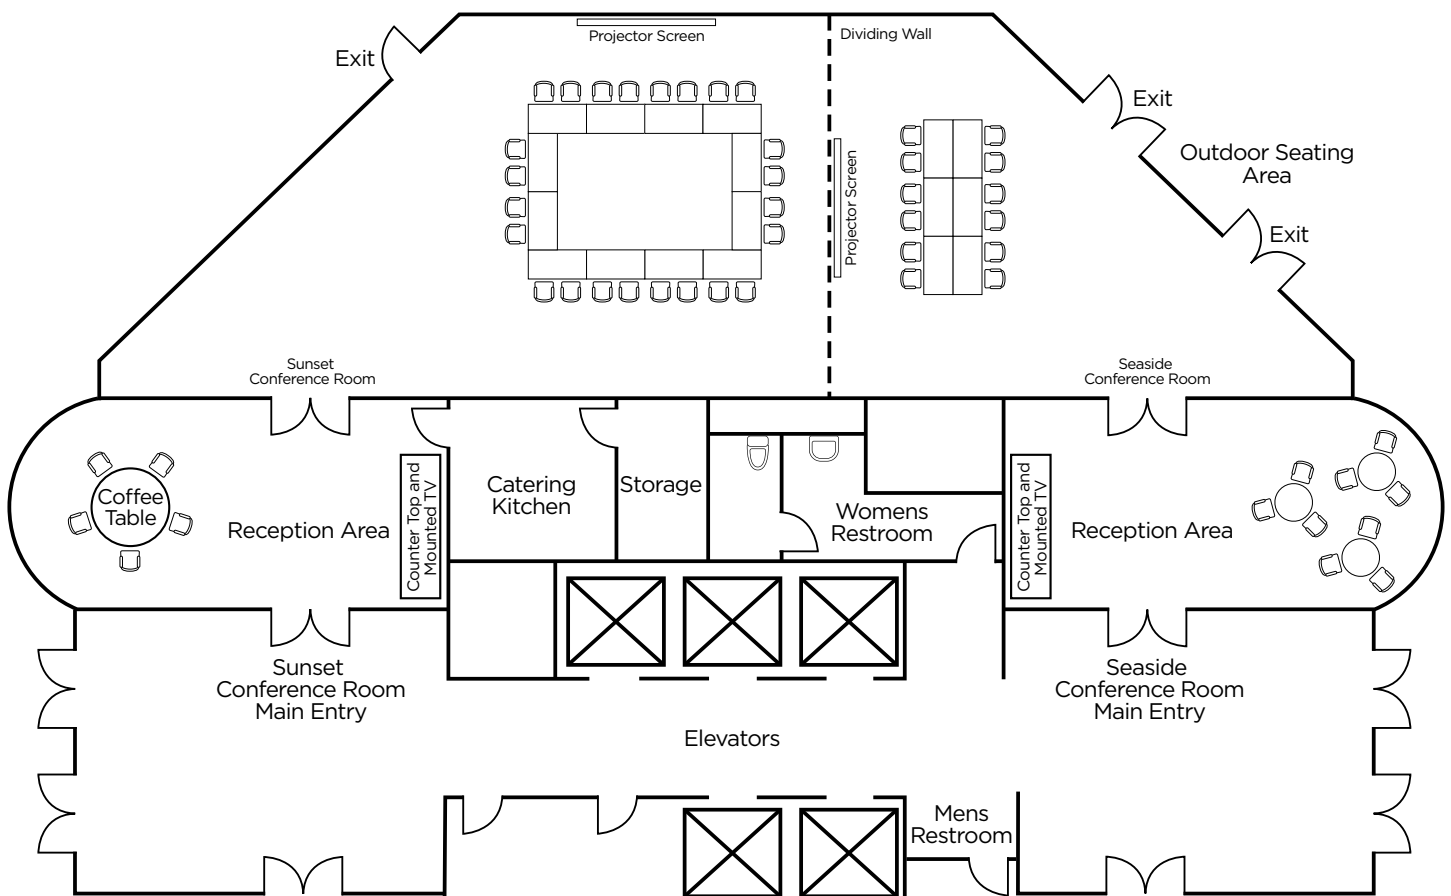 Projector Screen
Dividing Wall
Exit
Exit
Outdoor Seating
Area
Projector Screen
Exit
Sunset
Conference Room
Seaside
Conference Room
Coffee
Table
Reception Area
Counter Top and
Mounted TV
Catering
Kitchen
Storage
Womens
Restroom
Counter Top and
Mounted TV
Reception Area
Sunset
Conference Room
Main Entry
Seaside
Conference Room
Main Entry
Elevators
Mens
Restroom